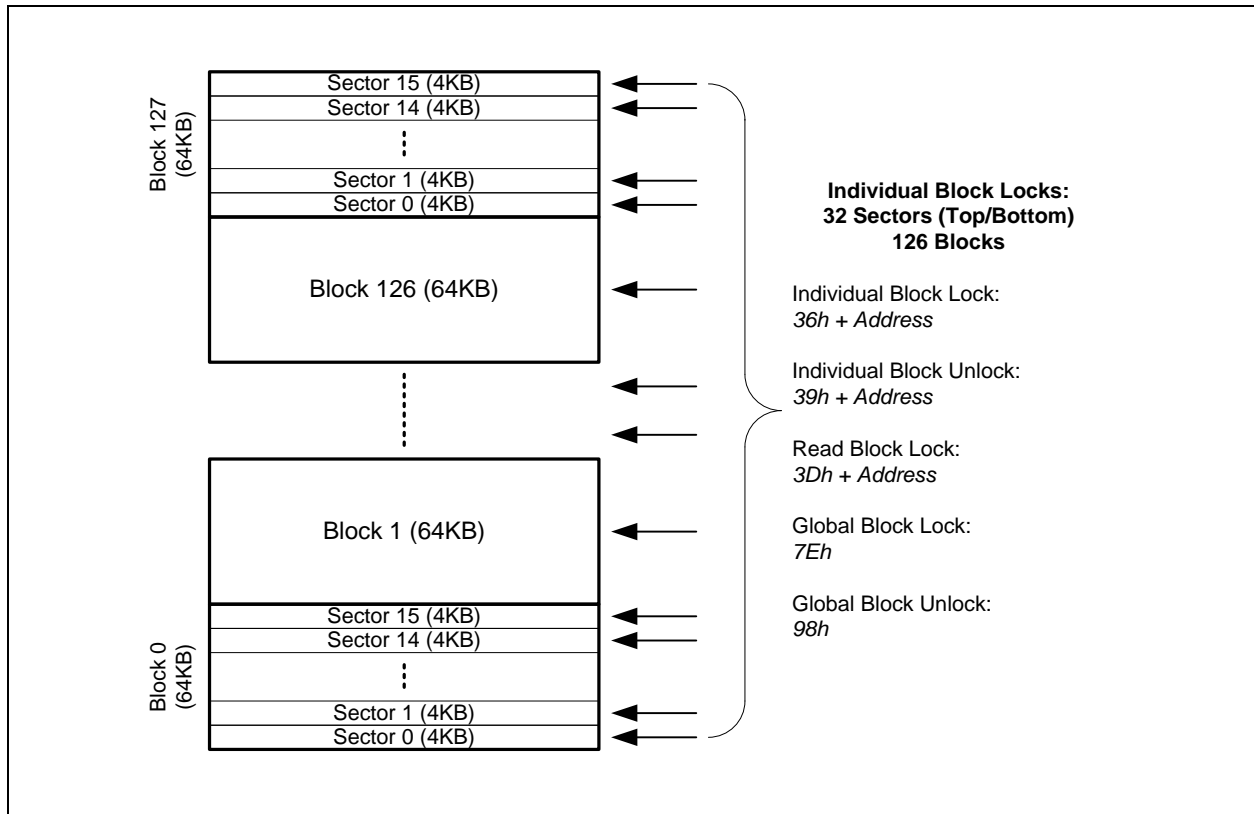 Block 127
(64KB)
Sector 15 (4KB)
Sector 14 (4KB)
Sector 1 (4KB)
Sector 0 (4KB)
Block 126 (64KB)
Block 1 (64KB)
Block 0
(64KB)
Sector 15 (4KB)
Sector 14 (4KB)
Sector 1 (4KB)
Sector 0 (4KB)
Individual Block Locks:
32 Sectors (Top/Bottom)
126 Blocks
Individual Block Lock:
36h + Address
Individual Block Unlock:
39h + Address
Read Block Lock:
3Dh + Address
Global Block Lock:
7Eh
Global Block Unlock:
98h